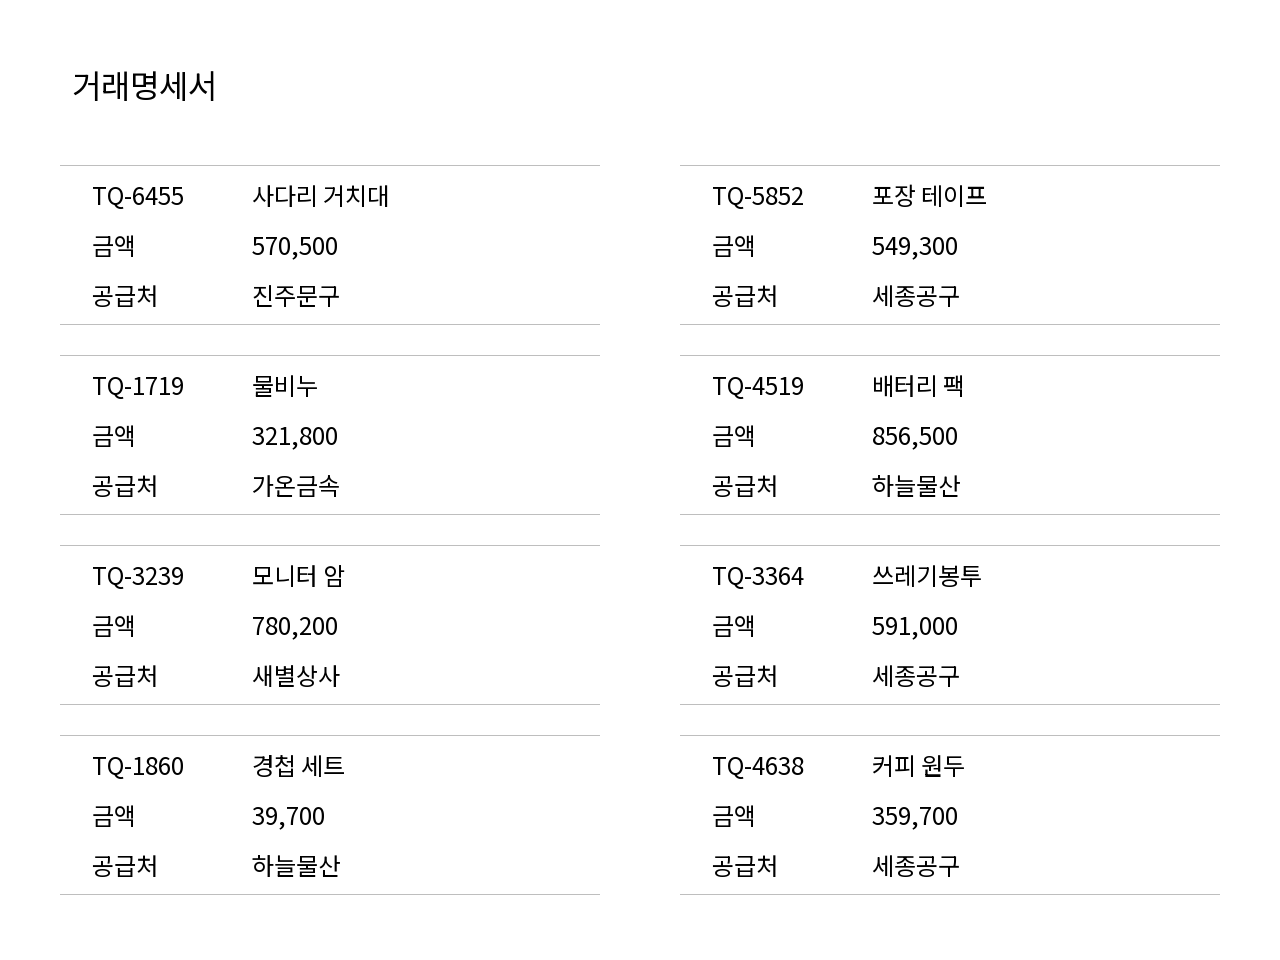 거래명세서
TQ-6455 사다리 거치대
금액 570,500
공급처 진주문구
TQ-5852 포장 테이프
금액 549,300
공급처 세종공구
TQ-1719 물비누
금액 321,800
공급처 가온금속
TQ-4519 배터리 팩
금액 856,500
공급처 하늘물산
TQ-3239 모니터 암
금액 780,200
공급처 새별상사
TQ-3364 쓰레기봉투
금액 591,000
공급처 세종공구
TQ-1860 경첩 세트
금액 39,700
공급처 하늘물산
TQ-4638 커피 원두
금액 359,700
공급처 세종공구